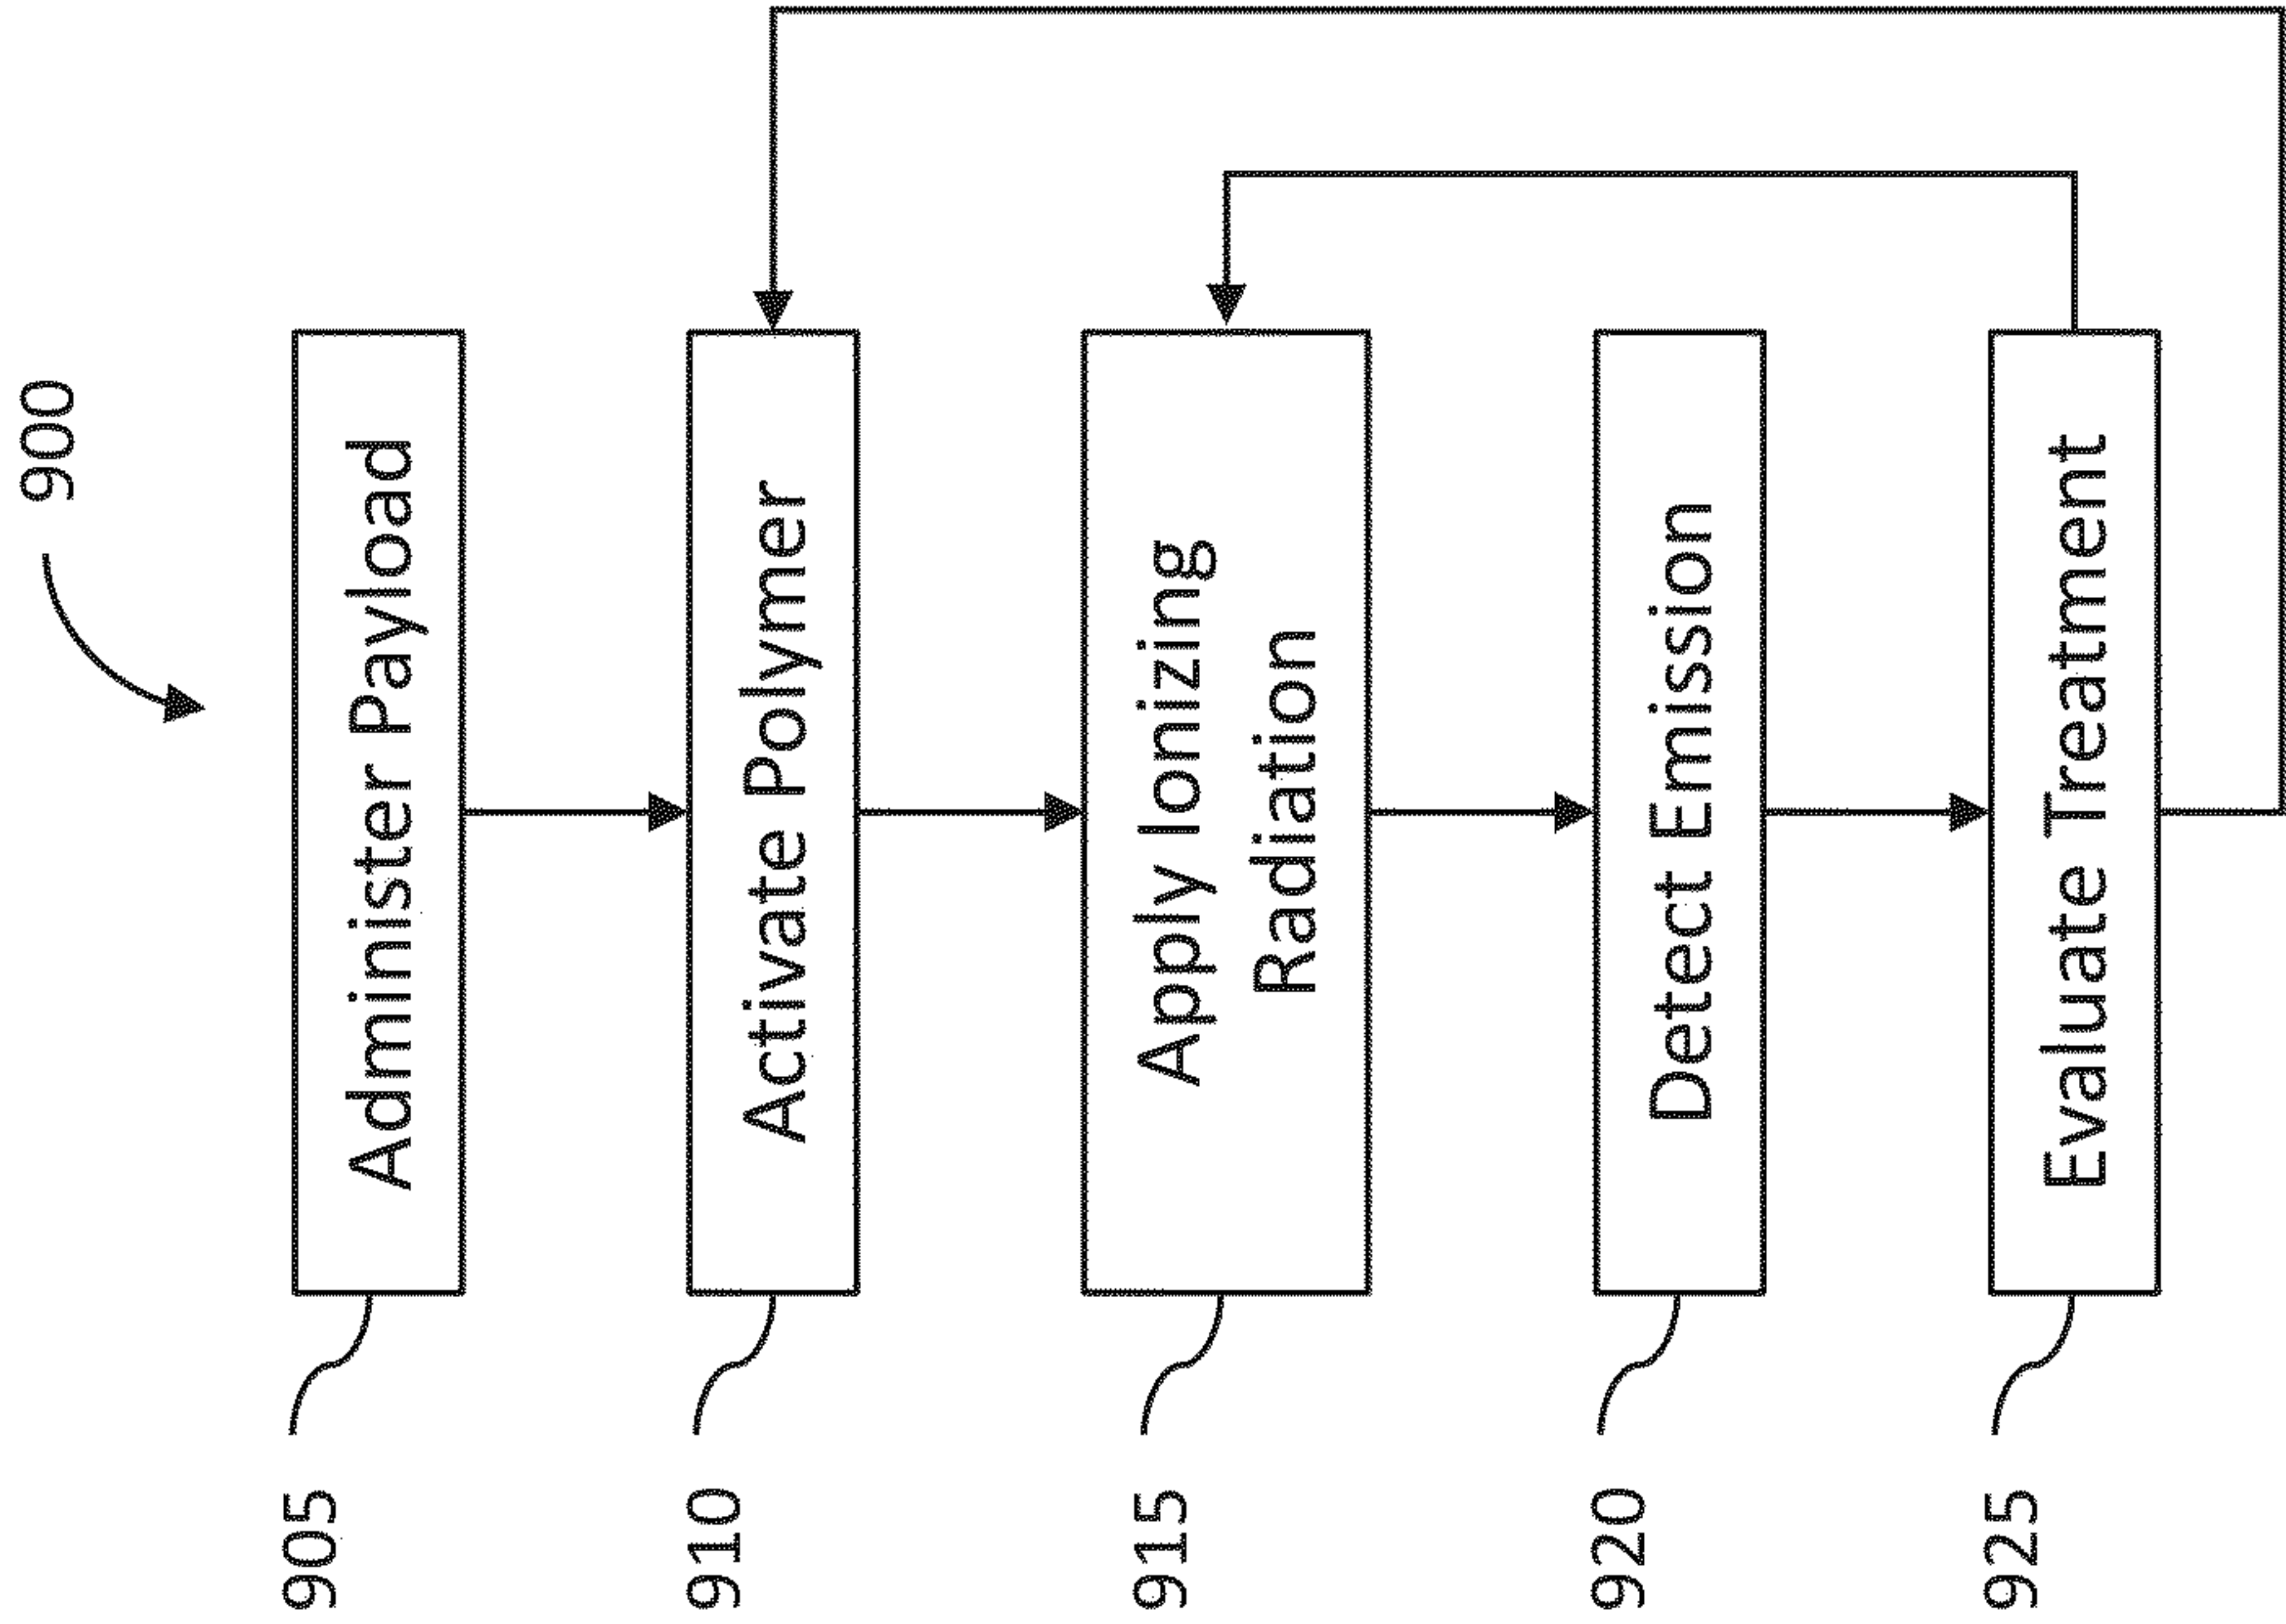 900
905
Administer Payload
910
Activate Polymer
915
Apply Ionizing
Radiation
920
Detect Emission
925
Evaluate Treatment